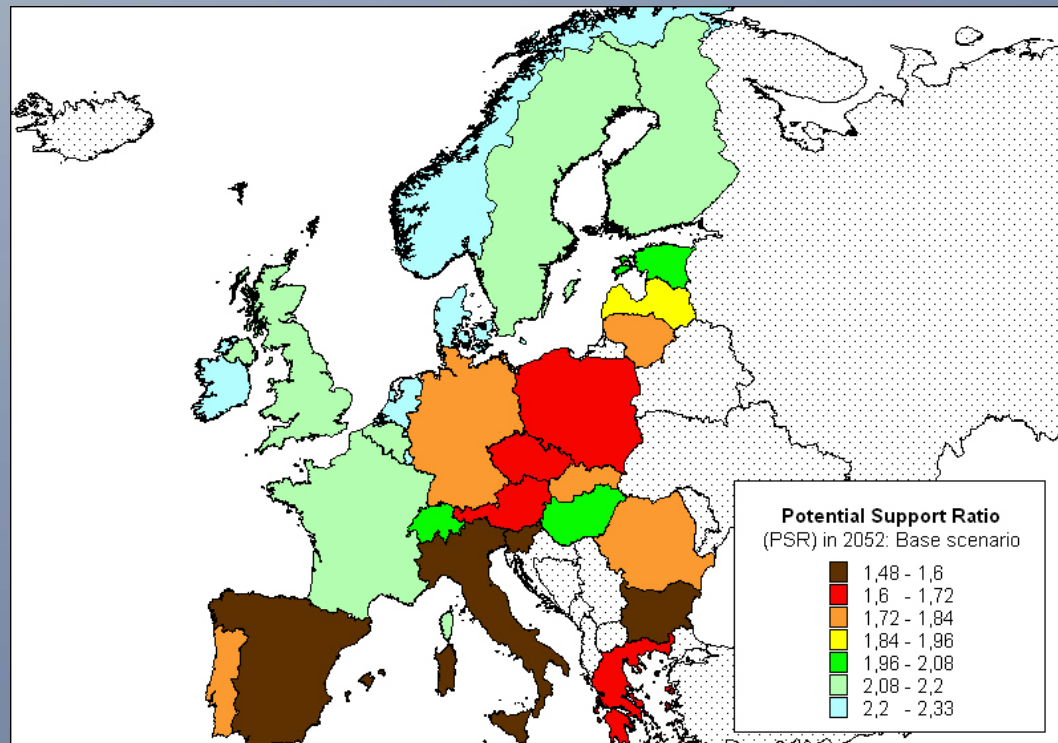 Potential Support Ratio
(PSR) in 2052: Base scenario
1,48 - 1,6
1,6 - 1,72
1,72 - 1,84
1,84 - 1,96
1,96 - 2,08
2,08 - 2,2
2,2 - 2,33